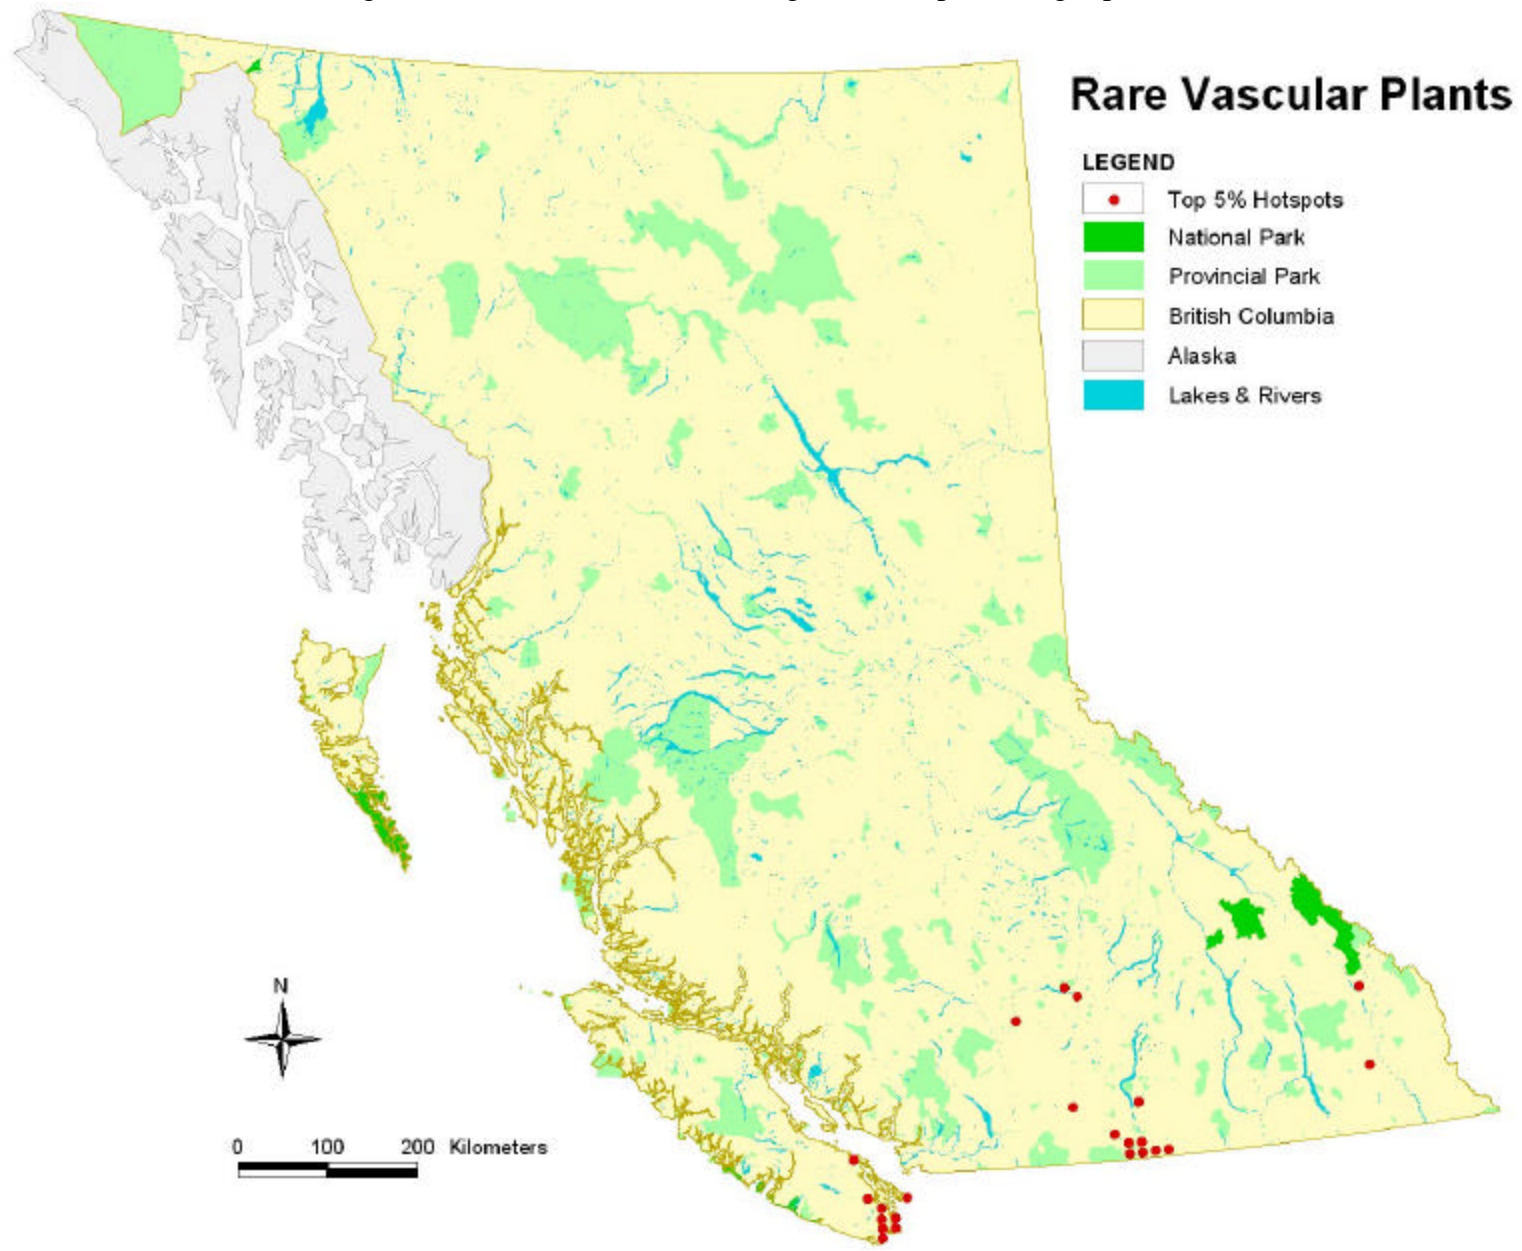 Rare Vascular Plants
LEGEND
Top 5% Hotspots
National Park
Provincial Park
British Columbia
Alaska
Lakes & Rivers
N
0 100 200 Kilometers